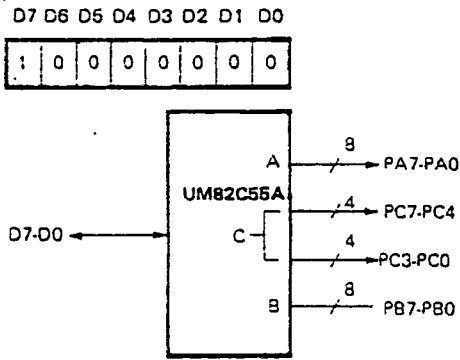 D7 D6 D5 D4 D3 D2 D1 D0
1 0 0 0 0 0 0 0
8
A PA7-PA0
UM82C55A
4
PC7-PC4
D7-D0 C
4
PC3-PC0
8
B PB7-PB0